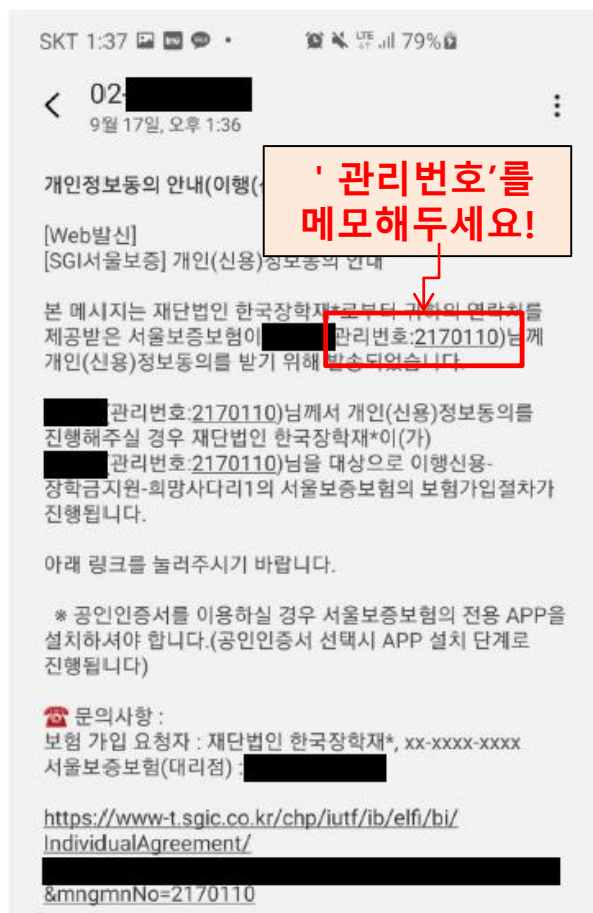 SKT 1:37
LTE 79%
02-
9월 17일, 오후 1:36
' 관리번호’를
메모해두세요!
개인정보동의 안내(이행(
[Web발신]
[SGI서울보증] 개인(신용)정보동의 안내
본 메시지는 재단법인 한국장학재*로부터 귀하의 연락처를
제공받은 서울보증보험이 관리번호:2170110)님께
개인(신용)정보동의를 받기 위해 발송되었습니다.
(관리번호:2170110)님께서 개인(신용)정보동의를
진행해주실 경우 재단법인 한국장학재*이(가)
관리번호:2170110)님을 대상으로 이행신용-
장학금지원-희망사다리1의 서울보증보험의 보험가입절차가
진행됩니다.
아래 링크를 눌러주시기 바랍니다.
※ 공인인증서를 이용하실 경우 서울보증보험의 전용 APP을
설치하셔야 합니다.(공인인증서 선택시 APP 설치 단계로
진행됩니다)
☎ 문의사항 :
보험 가입 요청자 : 재단법인 한국장학재*, xx-xxxx-xxxx
서울보증보험(대리점) :
https://www-t.sgic.co.kr/chp/iutf/ib/elfi/bi/
IndividualAgreement/
&mngmnNo=2170110